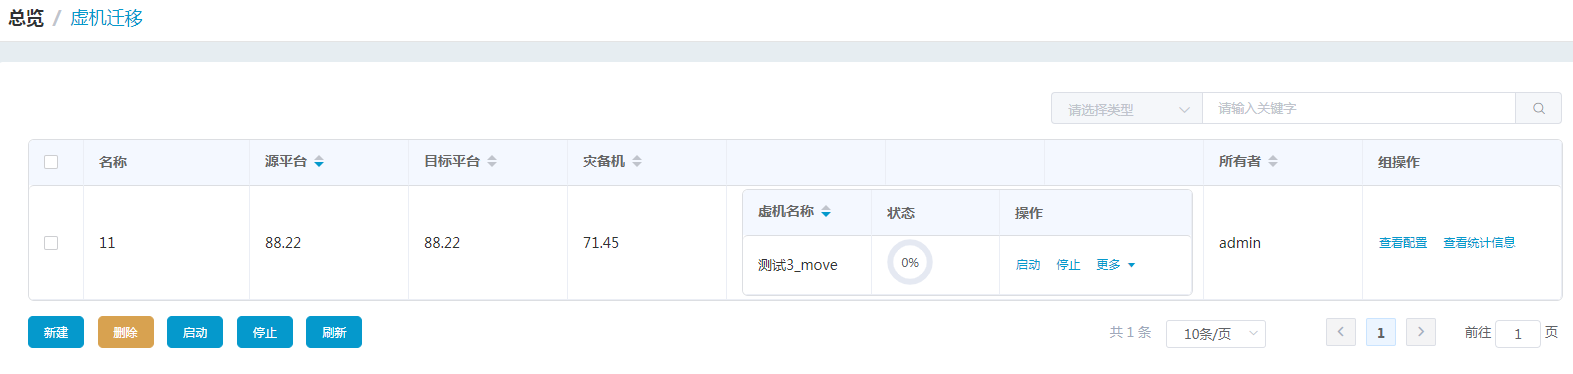 总览 / 虚机迁移
请选择类型 请输入关键字
名称 源平台 目标平台 灾备机 所有者 组操作
虚机名称 状态 操作
11 88.22 88.22 71.45 admin 查看配置 查看统计信息
测试3_move 0% 启动 停止 更多
新建 删除 启动 停止 刷新 共 1 条 10条/页 1 前往 1 页